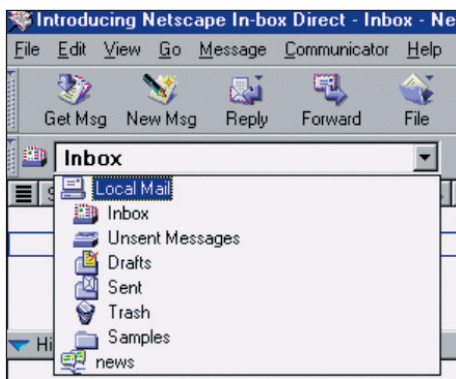 Introducing Netscape In-box Direct - Inbox - Ne
File Edit View Go Message Communicator Help
Get Msg New Msg Reply Forward File
Inbox
Local Mail
Inbox
Unsent Messages
Drafts
Sent
Trash
Samples
news